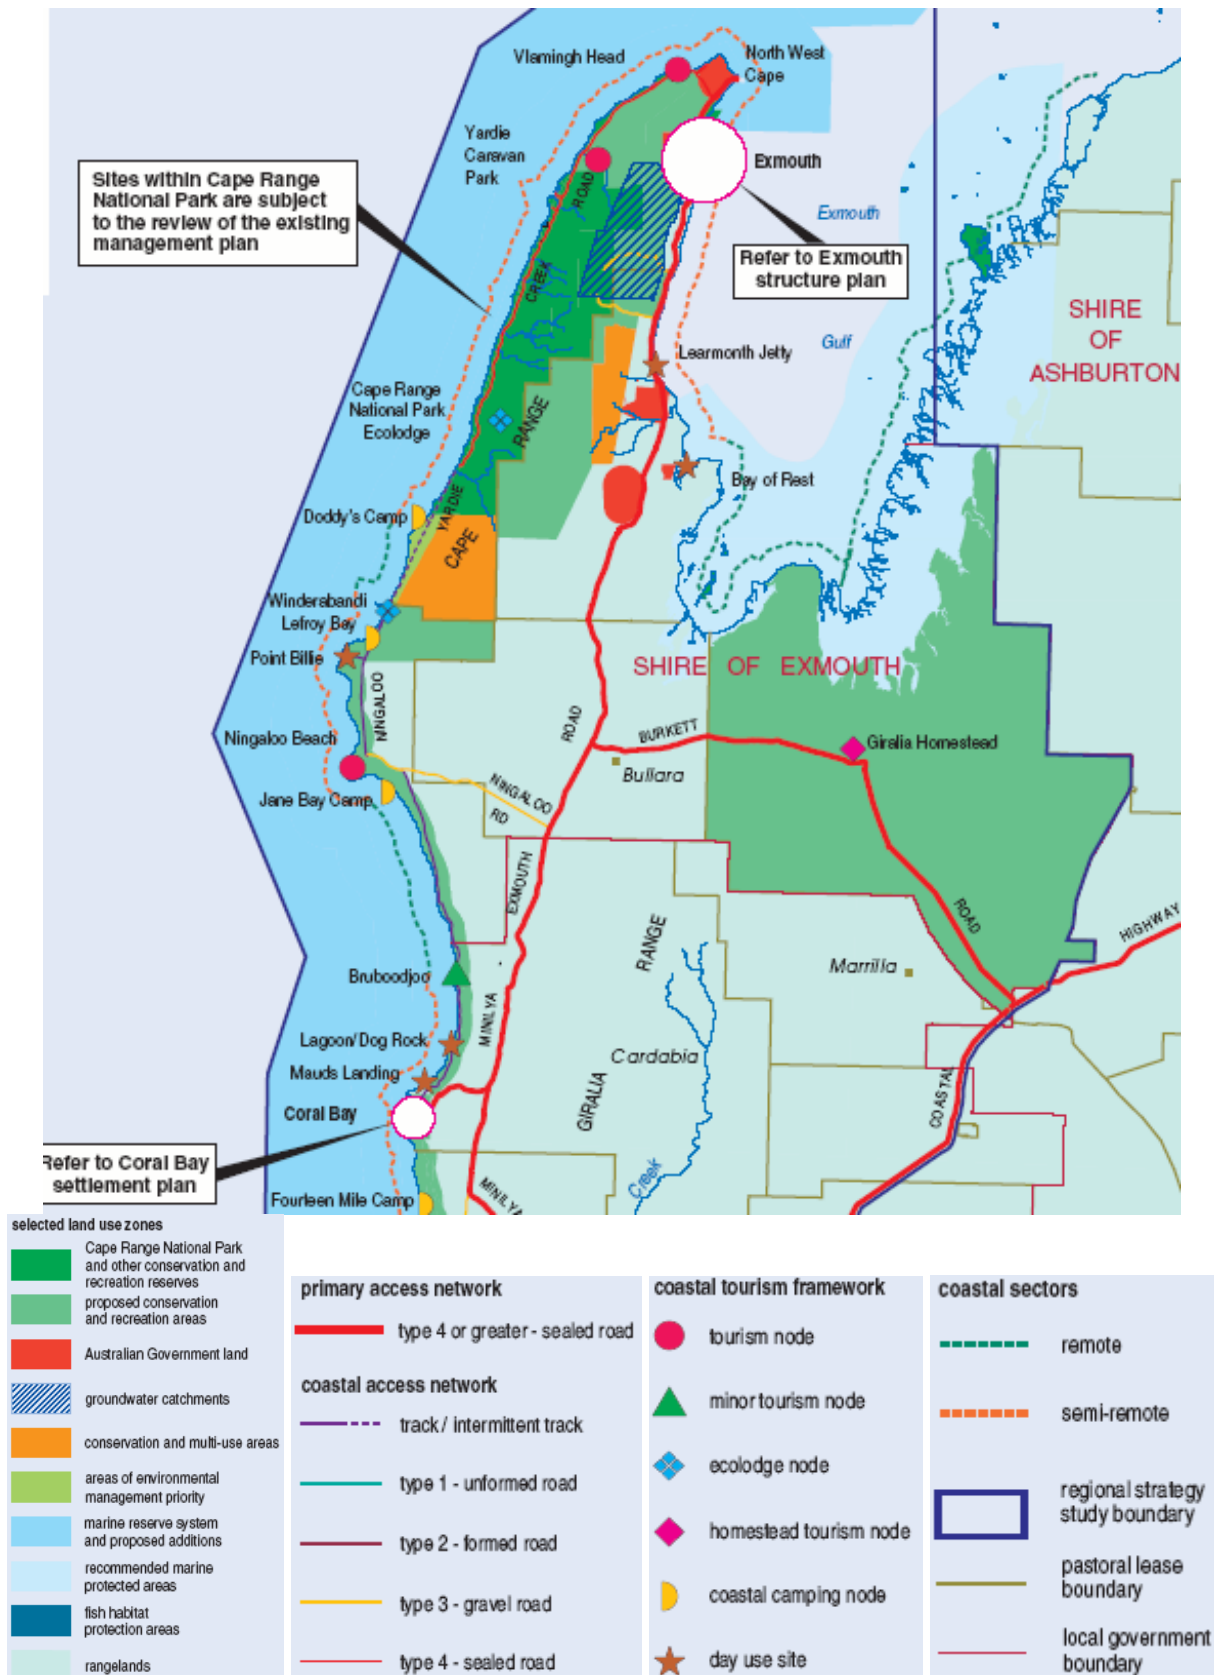 Vlamingh Head
North West
Cape
Yardie
Caravan
Park
Exmouth
Sites within Cape Range
National Park are subject
to the review of the existing
management plan
ROAD
Exmouth
Refer to Exmouth
structure plan
CREEK
SHIRE
OF
ASHBURTON
Gulf
Learmonth Jetty
Cape Range
National Park
Ecolodge
RANGE
Bay of Rest
YARDIE
Doddy's Camp
CAPE
Winderabandi
Lefroy Bay
Point Billie
SHIRE OF EXMOUTH
NINGALOO
ROAD
BURKETT
Ningaloo Beach
Giralia Homestead
Bullara
NINGALOO
RD
Jane Bay Camp
EXMOUTH
ROAD
HIGHWAY
RANGE
Marrilla
Bruboodjoo
MINILYA
Lagoon/Dog Rock
Cardabia
Mauds Landing
GIRALIA
COASTAL
Coral Bay
Refer to Coral Bay
settlement plan
Creek
MINILYA
Fourteen Mile Camp
selected land use zones
Cape Range National Park
and other conservation and
recreation reserves
proposed conservation
and recreation areas
Australian Government land
groundwater catchments
conservation and multi-use areas
areas of environmental
management priority
marine reserve system
and proposed additions
recommended marine
protected areas
fish habitat
protection areas
rangelands
primary access network
type 4 or greater - sealed road
coastal access network
track / intermittent track
type 1 - unformed road
type 2 - formed road
type 3 - gravel road
type 4 - sealed road
coastal tourism framework
tourism node
minor tourism node
ecolodge node
homestead tourism node
coastal camping node
day use site
coastal sectors
remote
semi-remote
regional strategy
study boundary
pastoral lease
boundary
local government
boundary